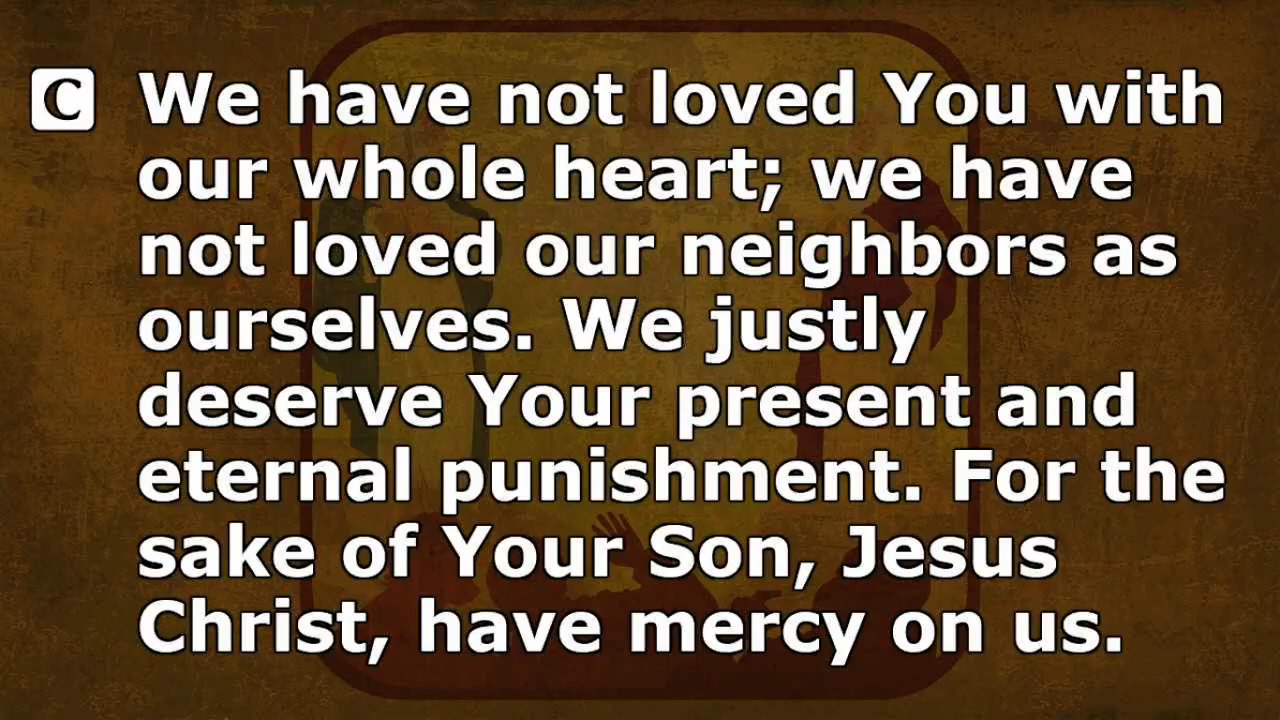 C We have not loved You with
our whole heart; we have
not loved our neighbors as
ourselves. We justly
deserve Your present and
eternal punishment. For the
sake of Your Son, Jesus
Christ, have mercy on us.